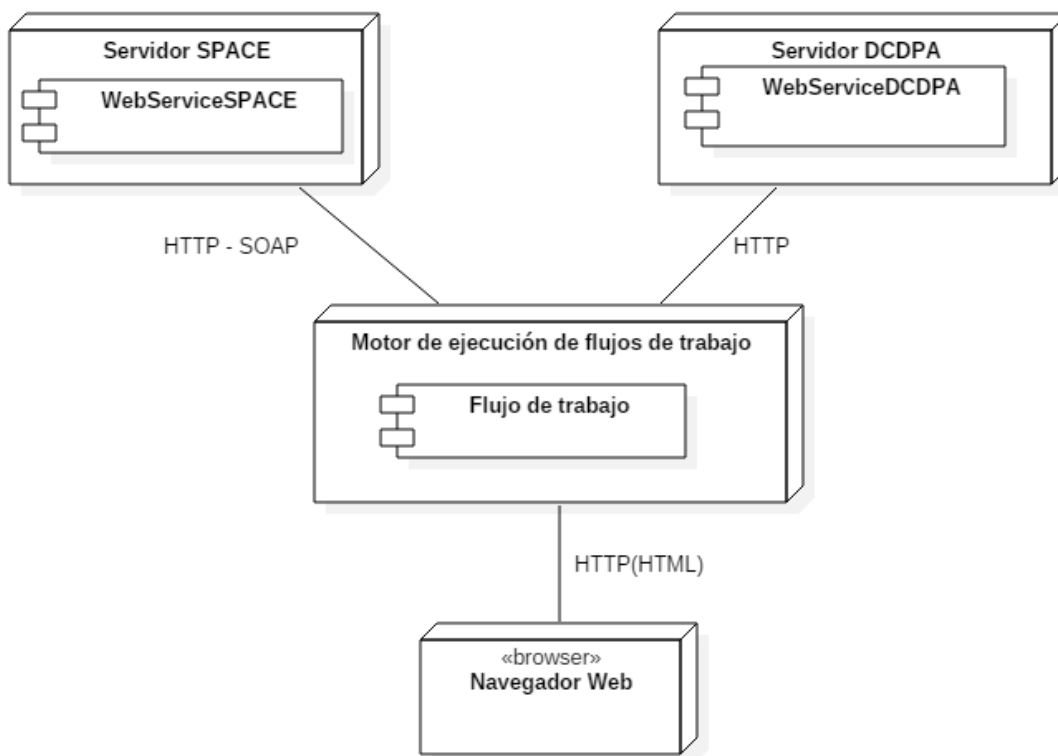 Servidor SPACE
WebServiceSPACE
Servidor DCDPA
WebServiceDCDPA
HTTP - SOAP
HTTP
Motor de ejecución de flujos de trabajo
Flujo de trabajo
HTTP(HTML)
«browser»
Navegador Web